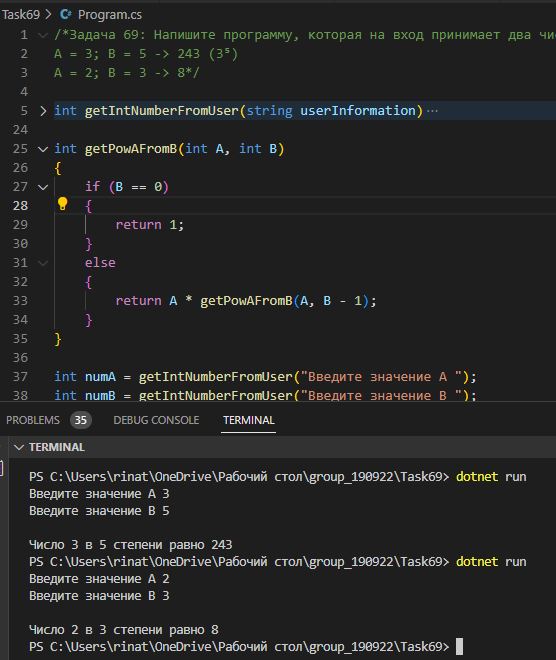 Task69 > Program.cs
1 /*Задача 69: Напишите программу, которая на вход принимает два
2 A = 3; B = 5 -> 243 (3⁵)
3 A = 2; B = 3 -> 8*/
4
5 > int getIntNumberFromUser(string userInformation) ...
24
25 int getPowAFromB(int A, int B)
26 {
27 if (B == 0)
28 {
29 return 1;
30 }
31 else
32 {
33 return A * getPowAFromB(A, B - 1);
34 }
35 }
36
37 int numA = getIntNumberFromUser("Введите значение A ");
38 int numB = getIntNumberFromUser("Введите значение B ");
PROBLEMS 35 DEBUG CONSOLE TERMINAL
TERMINAL
PS C:\Users\rinat\OneDrive\Рабочий стол\group_190922\Task69> dotnet run
Введите значение A 3
Введите значение B 5
Число 3 в 5 степени равно 243
PS C:\Users\rinat\OneDrive\Рабочий стол\group_190922\Task69> dotnet run
Введите значение A 2
Введите значение B 3
Число 2 в 3 степени равно 8
PS C:\Users\rinat\OneDrive\Рабочий стол\group_190922\Task69>